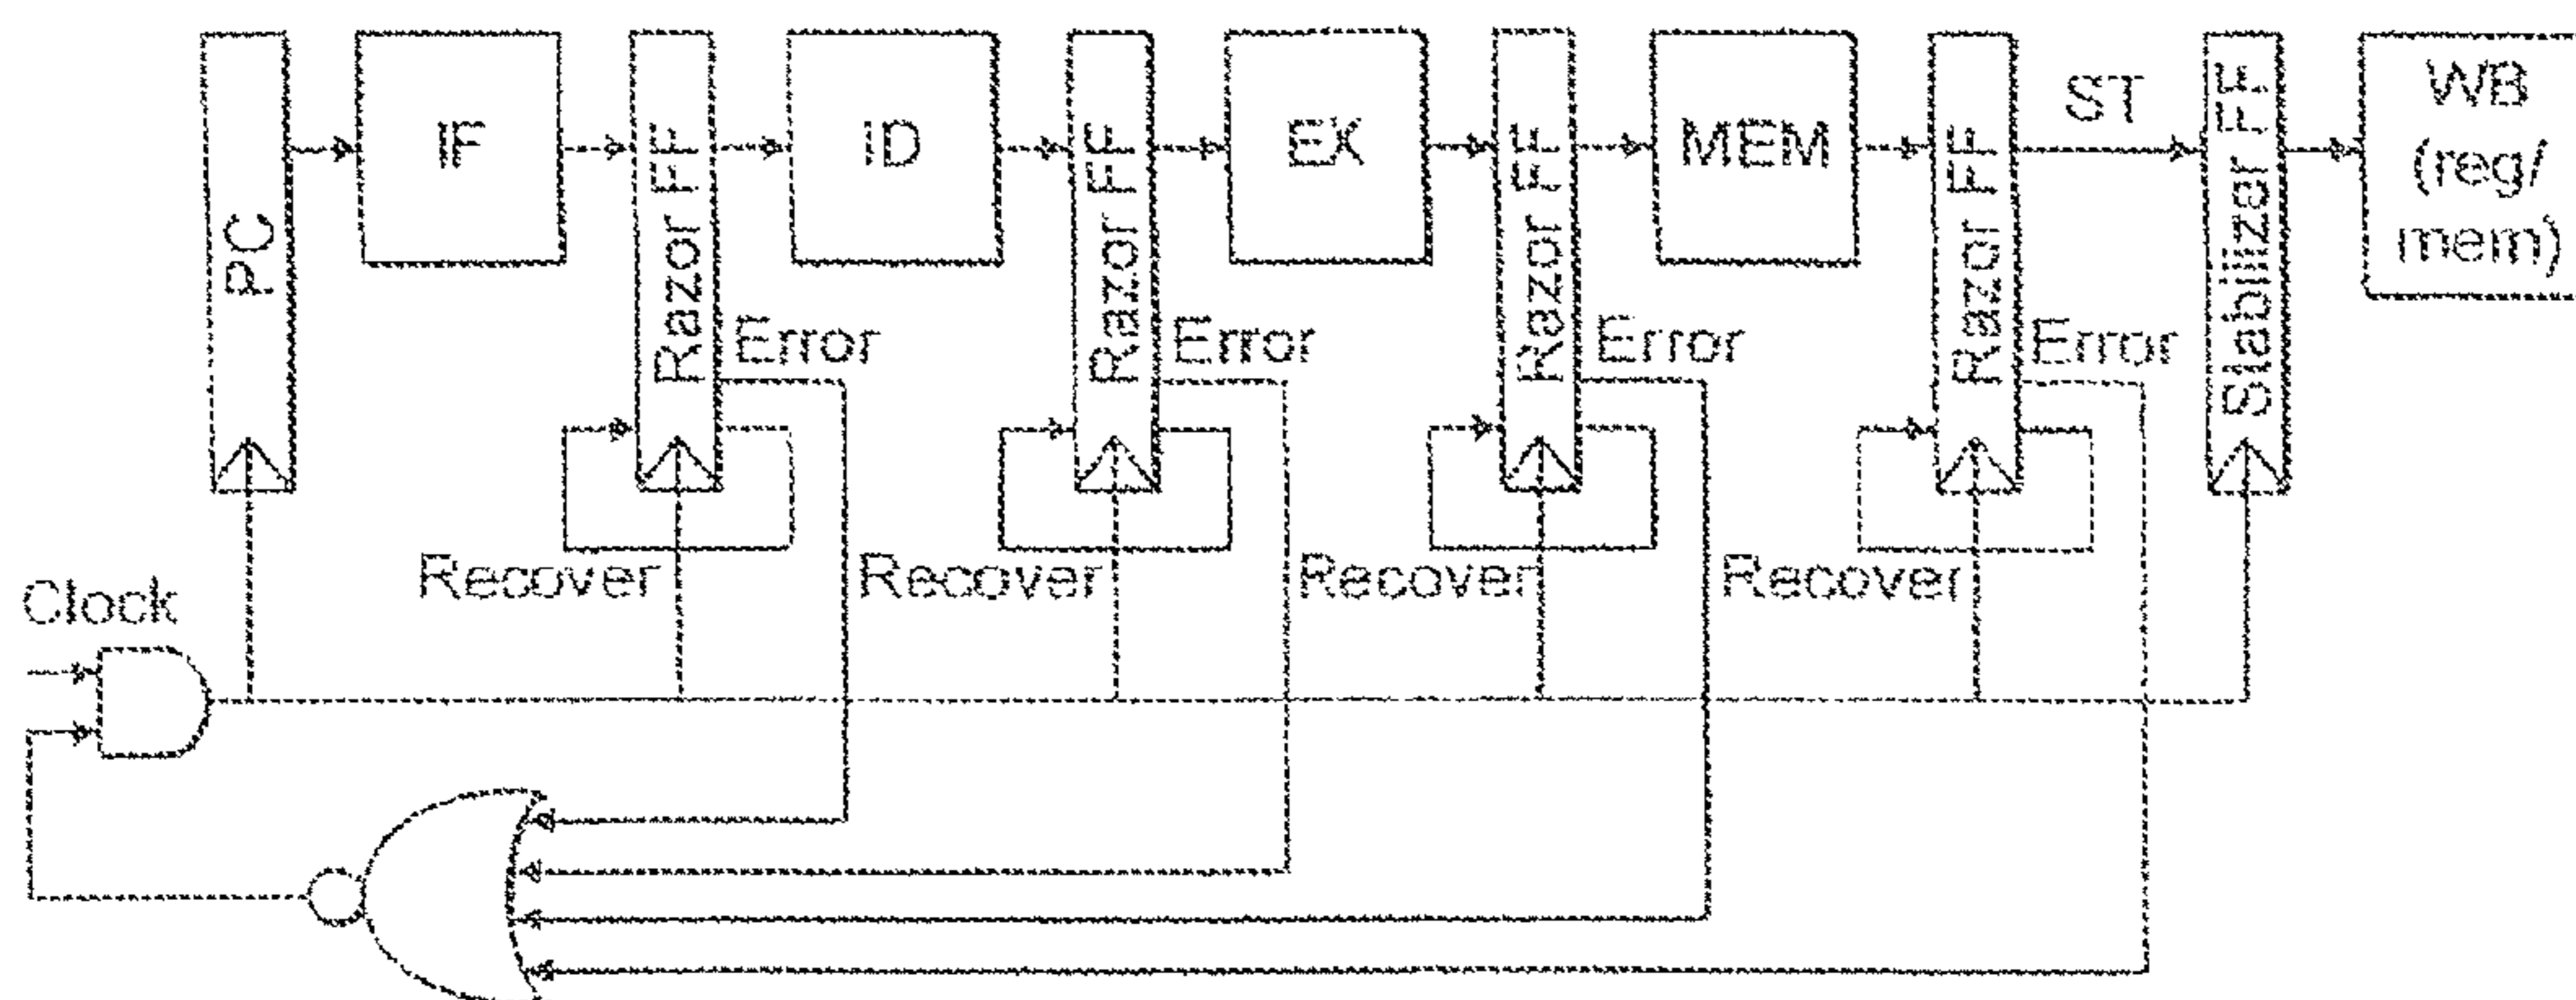 PC
IF
Razor FF
ID
Razor FF
EX
Razor FF
MEM
Razor FF
ST
Stabilizer FF
WB
(reg/
mem)
Error
Error
Error
Error
Recover
Recover
Recover
Recover
Clock